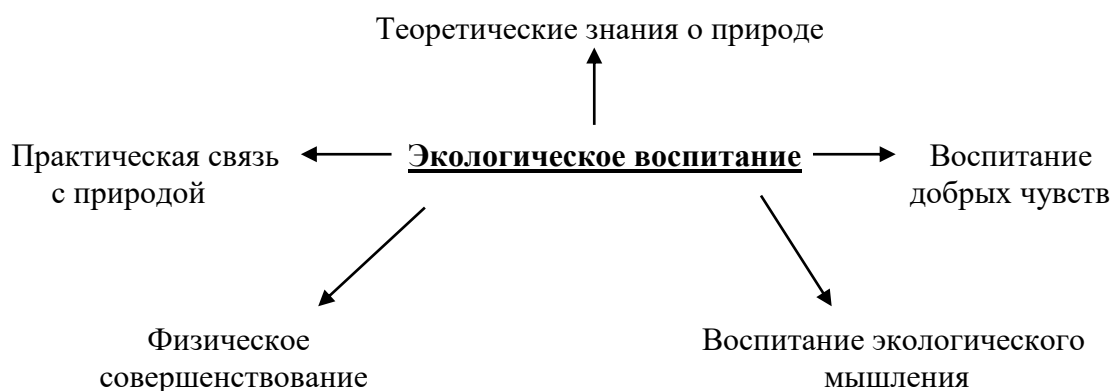 Теоретические знания о природе
Практическая связь
с природой
Экологическое воспитание
Воспитание
добрых чувств
Физическое
совершенствование
Воспитание экологического
мышления